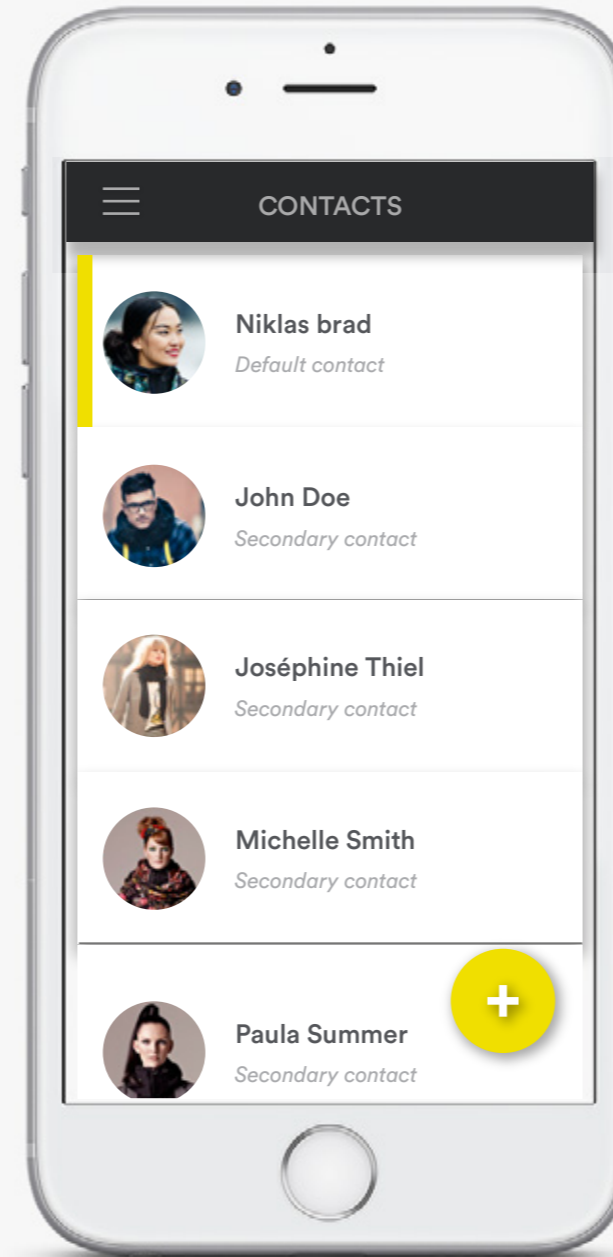 CONTACTS
Niklas brad
Default contact
John Doe
Secondary contact
Joséphine Thiel
Secondary contact
Michelle Smith
Secondary contact
Paula Summer
Secondary contact
+